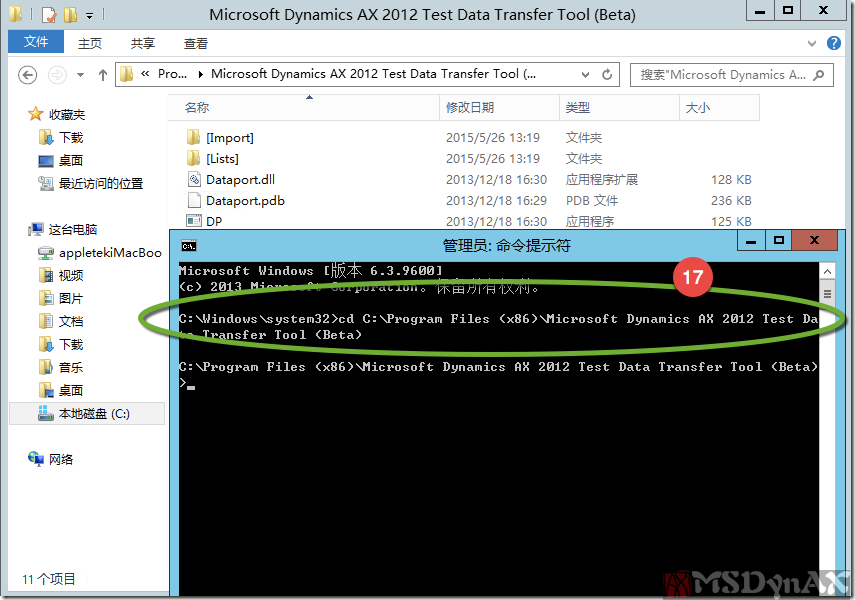 Microsoft Dynamics AX 2012 Test Data Transfer Tool (Beta)
文件 主页 共享 查看
« Pro... Microsoft Dynamics AX 2012 Test Data Transfer Tool (...
搜索"Microsoft Dynamics A...
收藏夹
下载
桌面
最近访问的位置
这台电脑
appletekiMacBoo
视频
图片
文档
下载
音乐
桌面
本地磁盘 (C:)
网络
11 个项目
名称 修改日期 类型 大小
[Import] 2015/5/26 13:19 文件夹
[Lists] 2015/5/26 13:19 文件夹
Dataport.dll 2013/12/18 16:30 应用程序扩展 128 KB
Dataport.pdb 2013/12/18 16:29 PDB 文件 236 KB
DP 2013/12/18 16:30 应用程序 125 KB
管理员: 命令提示符
Microsoft Windows [版本 6.3.9600]
(c) 2013 Microsoft Corporation。保留所有权利。
17
C:\Windows\system32>cd C:\Program Files (x86)\Microsoft Dynamics AX 2012 Test Da
ta Transfer Tool (Beta)
C:\Program Files (x86)\Microsoft Dynamics AX 2012 Test Data Transfer Tool (Beta)
>_
MSDynAX